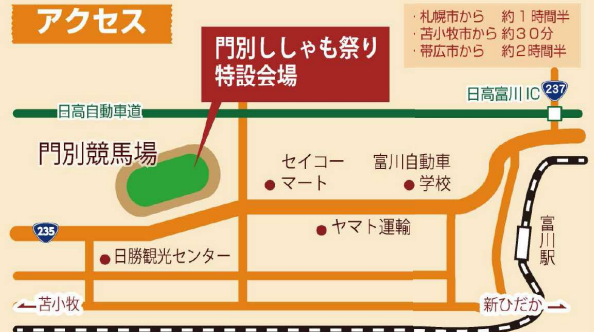 アクセス
・札幌市から 約1時間半
・苫小牧市から 約30分
・帯広市から 約2時間半
門別ししゃも祭り
特設会場
日高富川IC
237
日高自動車道
門別競馬場
セイコー
マート
富川自動車
学校
235
ヤマト運輸
日勝観光センター
富川駅
←苫小牧
新ひだか→